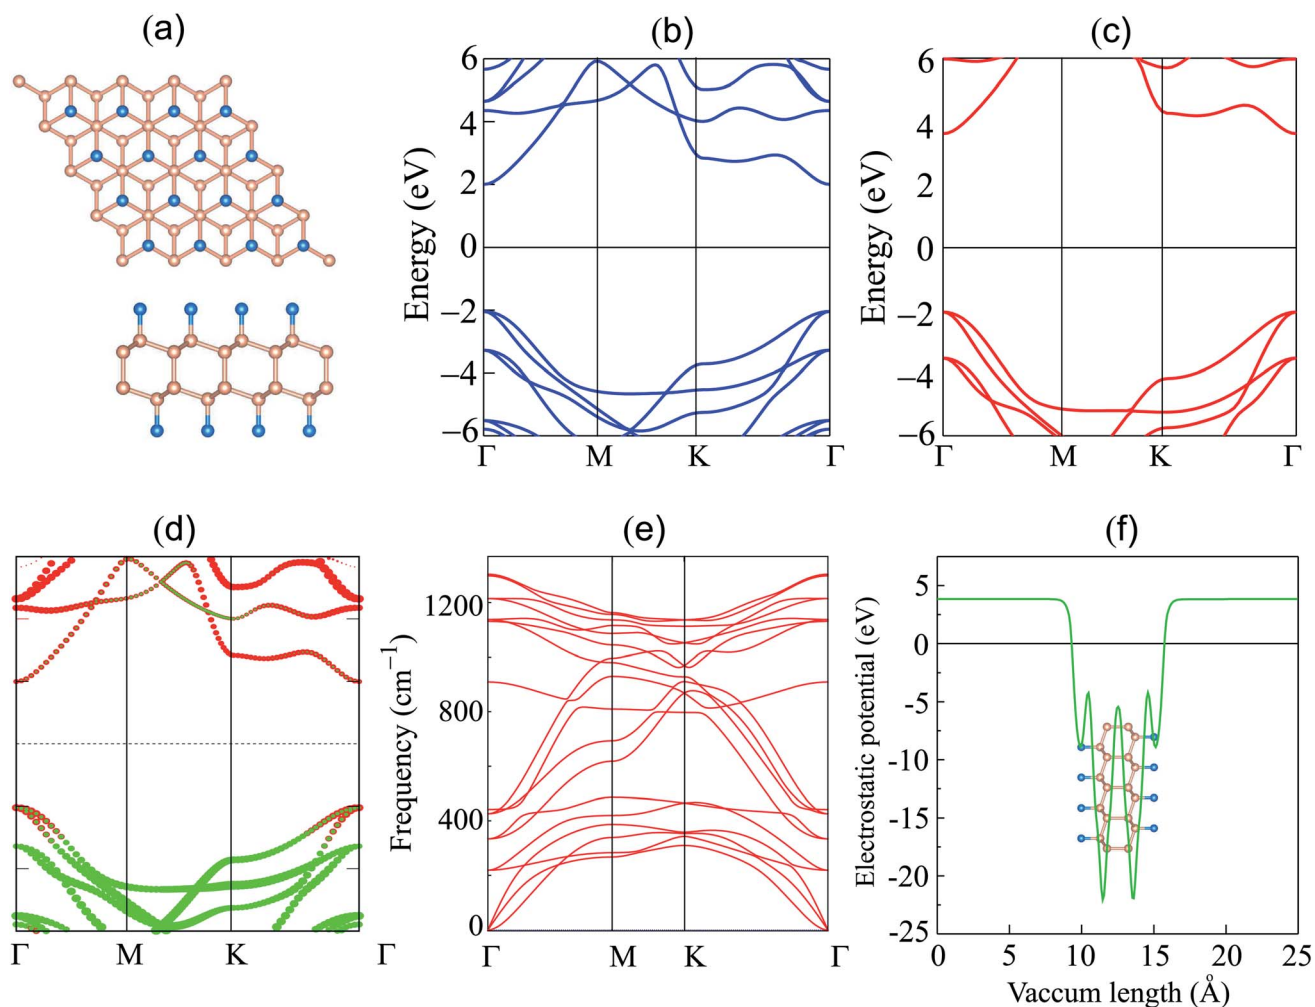 (a)
(b)
(c)
6
4
2
0
−2
−4
−6
Energy (eV)
Γ
M
K
Γ
6
4
2
0
−2
−4
−6
Energy (eV)
Γ
M
K
Γ
(d)
(e)
(f)
Γ
M
K
Γ
1200
800
400
0
Frequency (cm−1)
Γ
M
K
Γ
5
0
-5
-10
-15
-20
-25
Electrostatic potential (eV)
0
5
10
15
20
25
Vaccum length (Å)